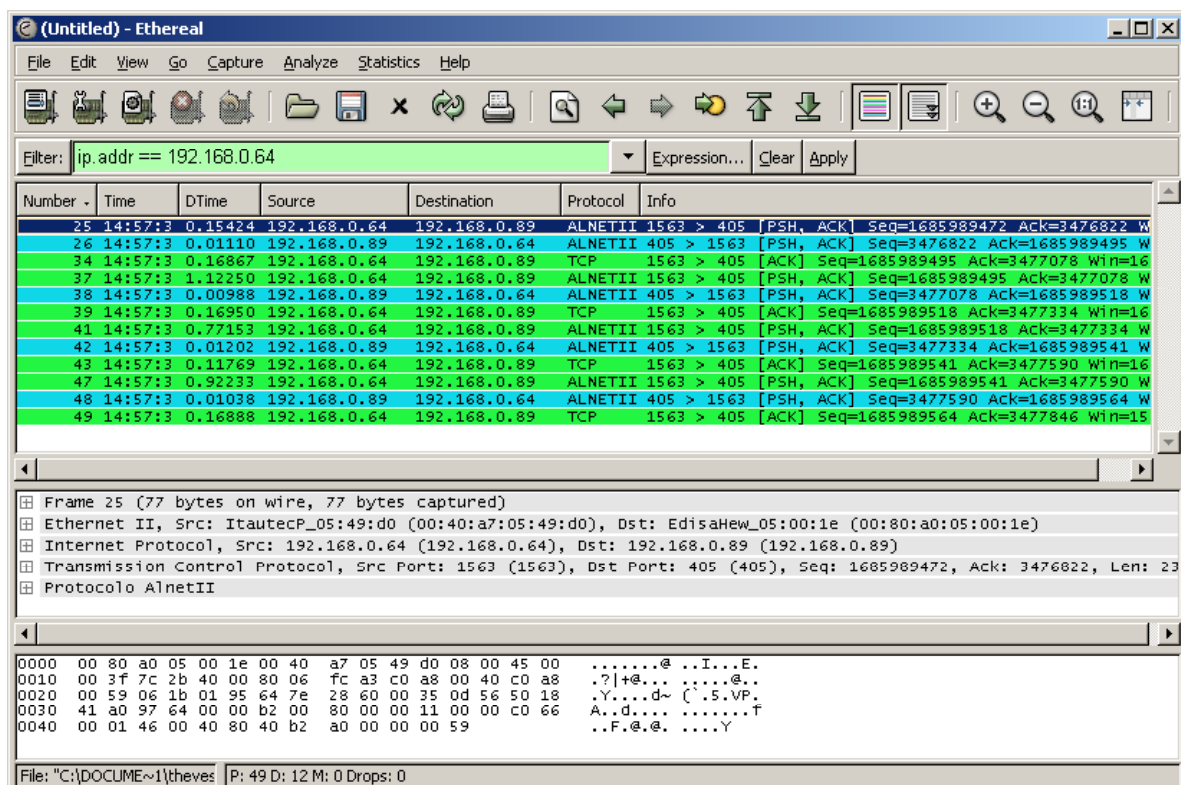 (Untitled) - Ethereal
File Edit View Go Capture Analyze Statistics Help
Filter: ip.addr == 192.168.0.64 Expression... Clear Apply
Number Time DTime Source Destination Protocol Info
25 14:57:3 0.15424 192.168.0.64 192.168.0.89 ALNETII 1563 > 405 [PSH, ACK] Seq=1685989472 Ack=3476822 W
26 14:57:3 0.01110 192.168.0.89 192.168.0.64 ALNETII 405 > 1563 [PSH, ACK] Seq=3476822 Ack=1685989495 W
34 14:57:3 0.16867 192.168.0.64 192.168.0.89 TCP 1563 > 405 [ACK] Seq=1685989495 Ack=3477078 Win=16
37 14:57:3 1.12250 192.168.0.64 192.168.0.89 ALNETII 1563 > 405 [PSH, ACK] Seq=1685989495 Ack=3477078 W
38 14:57:3 0.00988 192.168.0.89 192.168.0.64 ALNETII 405 > 1563 [PSH, ACK] Seq=3477078 Ack=1685989518 W
39 14:57:3 0.16950 192.168.0.64 192.168.0.89 TCP 1563 > 405 [ACK] Seq=1685989518 Ack=3477334 Win=16
41 14:57:3 0.77153 192.168.0.64 192.168.0.89 ALNETII 1563 > 405 [PSH, ACK] Seq=1685989518 Ack=3477334 W
42 14:57:3 0.01202 192.168.0.89 192.168.0.64 ALNETII 405 > 1563 [PSH, ACK] Seq=3477334 Ack=1685989541 W
43 14:57:3 0.11769 192.168.0.64 192.168.0.89 TCP 1563 > 405 [ACK] Seq=1685989541 Ack=3477590 Win=16
47 14:57:3 0.92233 192.168.0.64 192.168.0.89 ALNETII 1563 > 405 [PSH, ACK] Seq=1685989541 Ack=3477590 W
48 14:57:3 0.01038 192.168.0.89 192.168.0.64 ALNETII 405 > 1563 [PSH, ACK] Seq=3477590 Ack=1685989564 W
49 14:57:3 0.16888 192.168.0.64 192.168.0.89 TCP 1563 > 405 [ACK] Seq=1685989564 Ack=3477846 Win=15
Frame 25 (77 bytes on wire, 77 bytes captured)
Ethernet II, Src: ItautecP_05:49:d0 (00:40:a7:05:49:d0), Dst: EdisaHew_05:00:1e (00:80:a0:05:00:1e)
Internet Protocol, Src: 192.168.0.64 (192.168.0.64), Dst: 192.168.0.89 (192.168.0.89)
Transmission Control Protocol, Src Port: 1563 (1563), Dst Port: 405 (405), Seq: 1685989472, Ack: 3476822, Len: 23
Protocolo AlnetII
0000 00 80 a0 05 00 1e 00 40 a7 05 49 d0 08 00 45 00 .......@ ..I...E.
0010 00 3f 7c 2b 40 00 80 06 fc a3 c0 a8 00 40 c0 a8 .?|+@... .....@..
0020 00 59 06 1b 01 95 64 7e 28 60 00 35 0d 56 50 18 .Y....d~ (`.5.VP.
0030 41 a0 97 64 00 00 b2 00 80 00 00 11 00 00 c0 66 A..d.... .......f
0040 00 01 46 00 40 80 40 b2 a0 00 00 00 59 ..F.@.@. ....Y
File: "C:\DOCUME~1\theves P: 49 D: 12 M: 0 Drops: 0